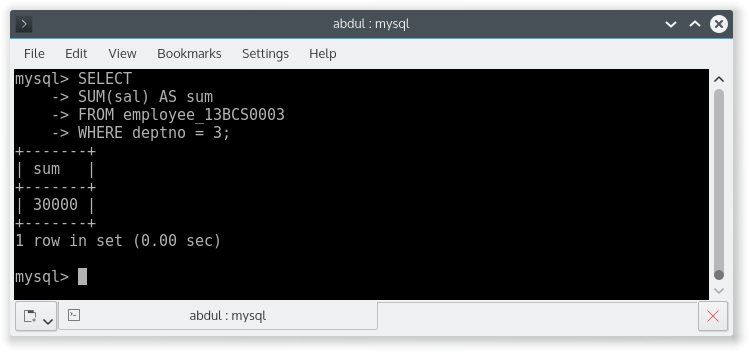 abdul : mysql
File Edit View Bookmarks Settings Help
mysql> SELECT
    -> SUM(sal) AS sum
    -> FROM employee_13BCS0003
    -> WHERE deptno = 3;
+-------+
| sum   |
+-------+
| 30000 |
+-------+
1 row in set (0.00 sec)
mysql>
abdul : mysql